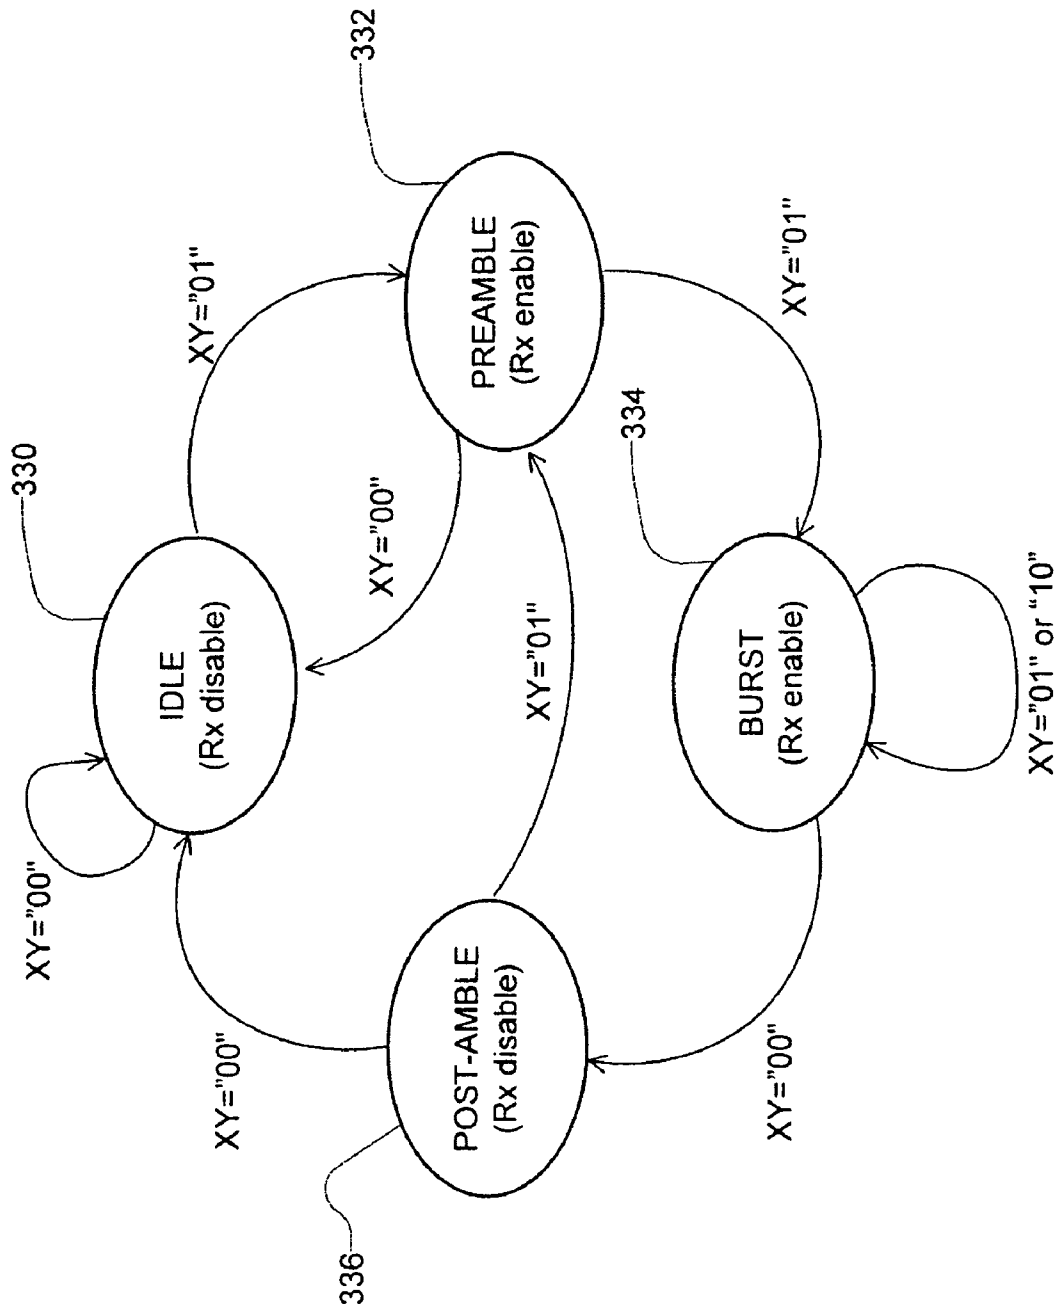 330
XY="00"
IDLE
(Rx disable)
XY="01"
332
XY="00"
XY="00"
336
POST-AMBLE
(Rx disable)
XY="01"
PREAMBLE
(Rx enable)
334
BURST
(Rx enable)
XY="00"
XY="01"
XY="01" or "10"